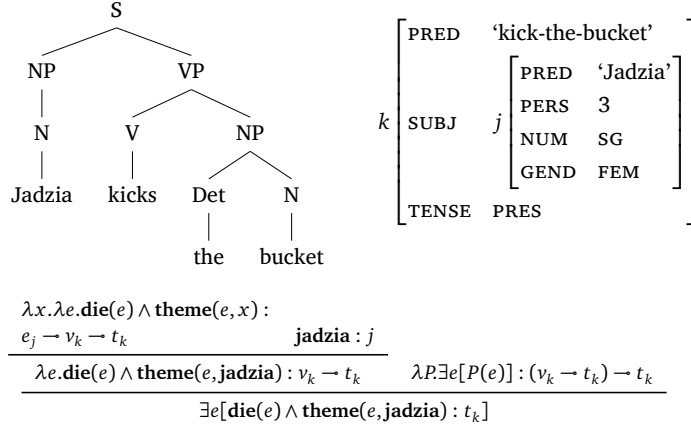 S
NP VP
N V NP
Jadzia kicks Det N
the bucket
k
PRED ‘kick-the-bucket’
SUBJ j
PRED ‘Jadzia’
PERS 3
NUM SG
GEND FEM
TENSE PRES
λx.λe.die(e) ∧ theme(e, x) :
e_j ⊸ v_k ⊸ t_k jadzia : j
λe.die(e) ∧ theme(e, jadzia) : v_k ⊸ t_k λP.∃e[P(e)] : (v_k ⊸ t_k) ⊸ t_k
∃e[die(e) ∧ theme(e, jadzia) : t_k]